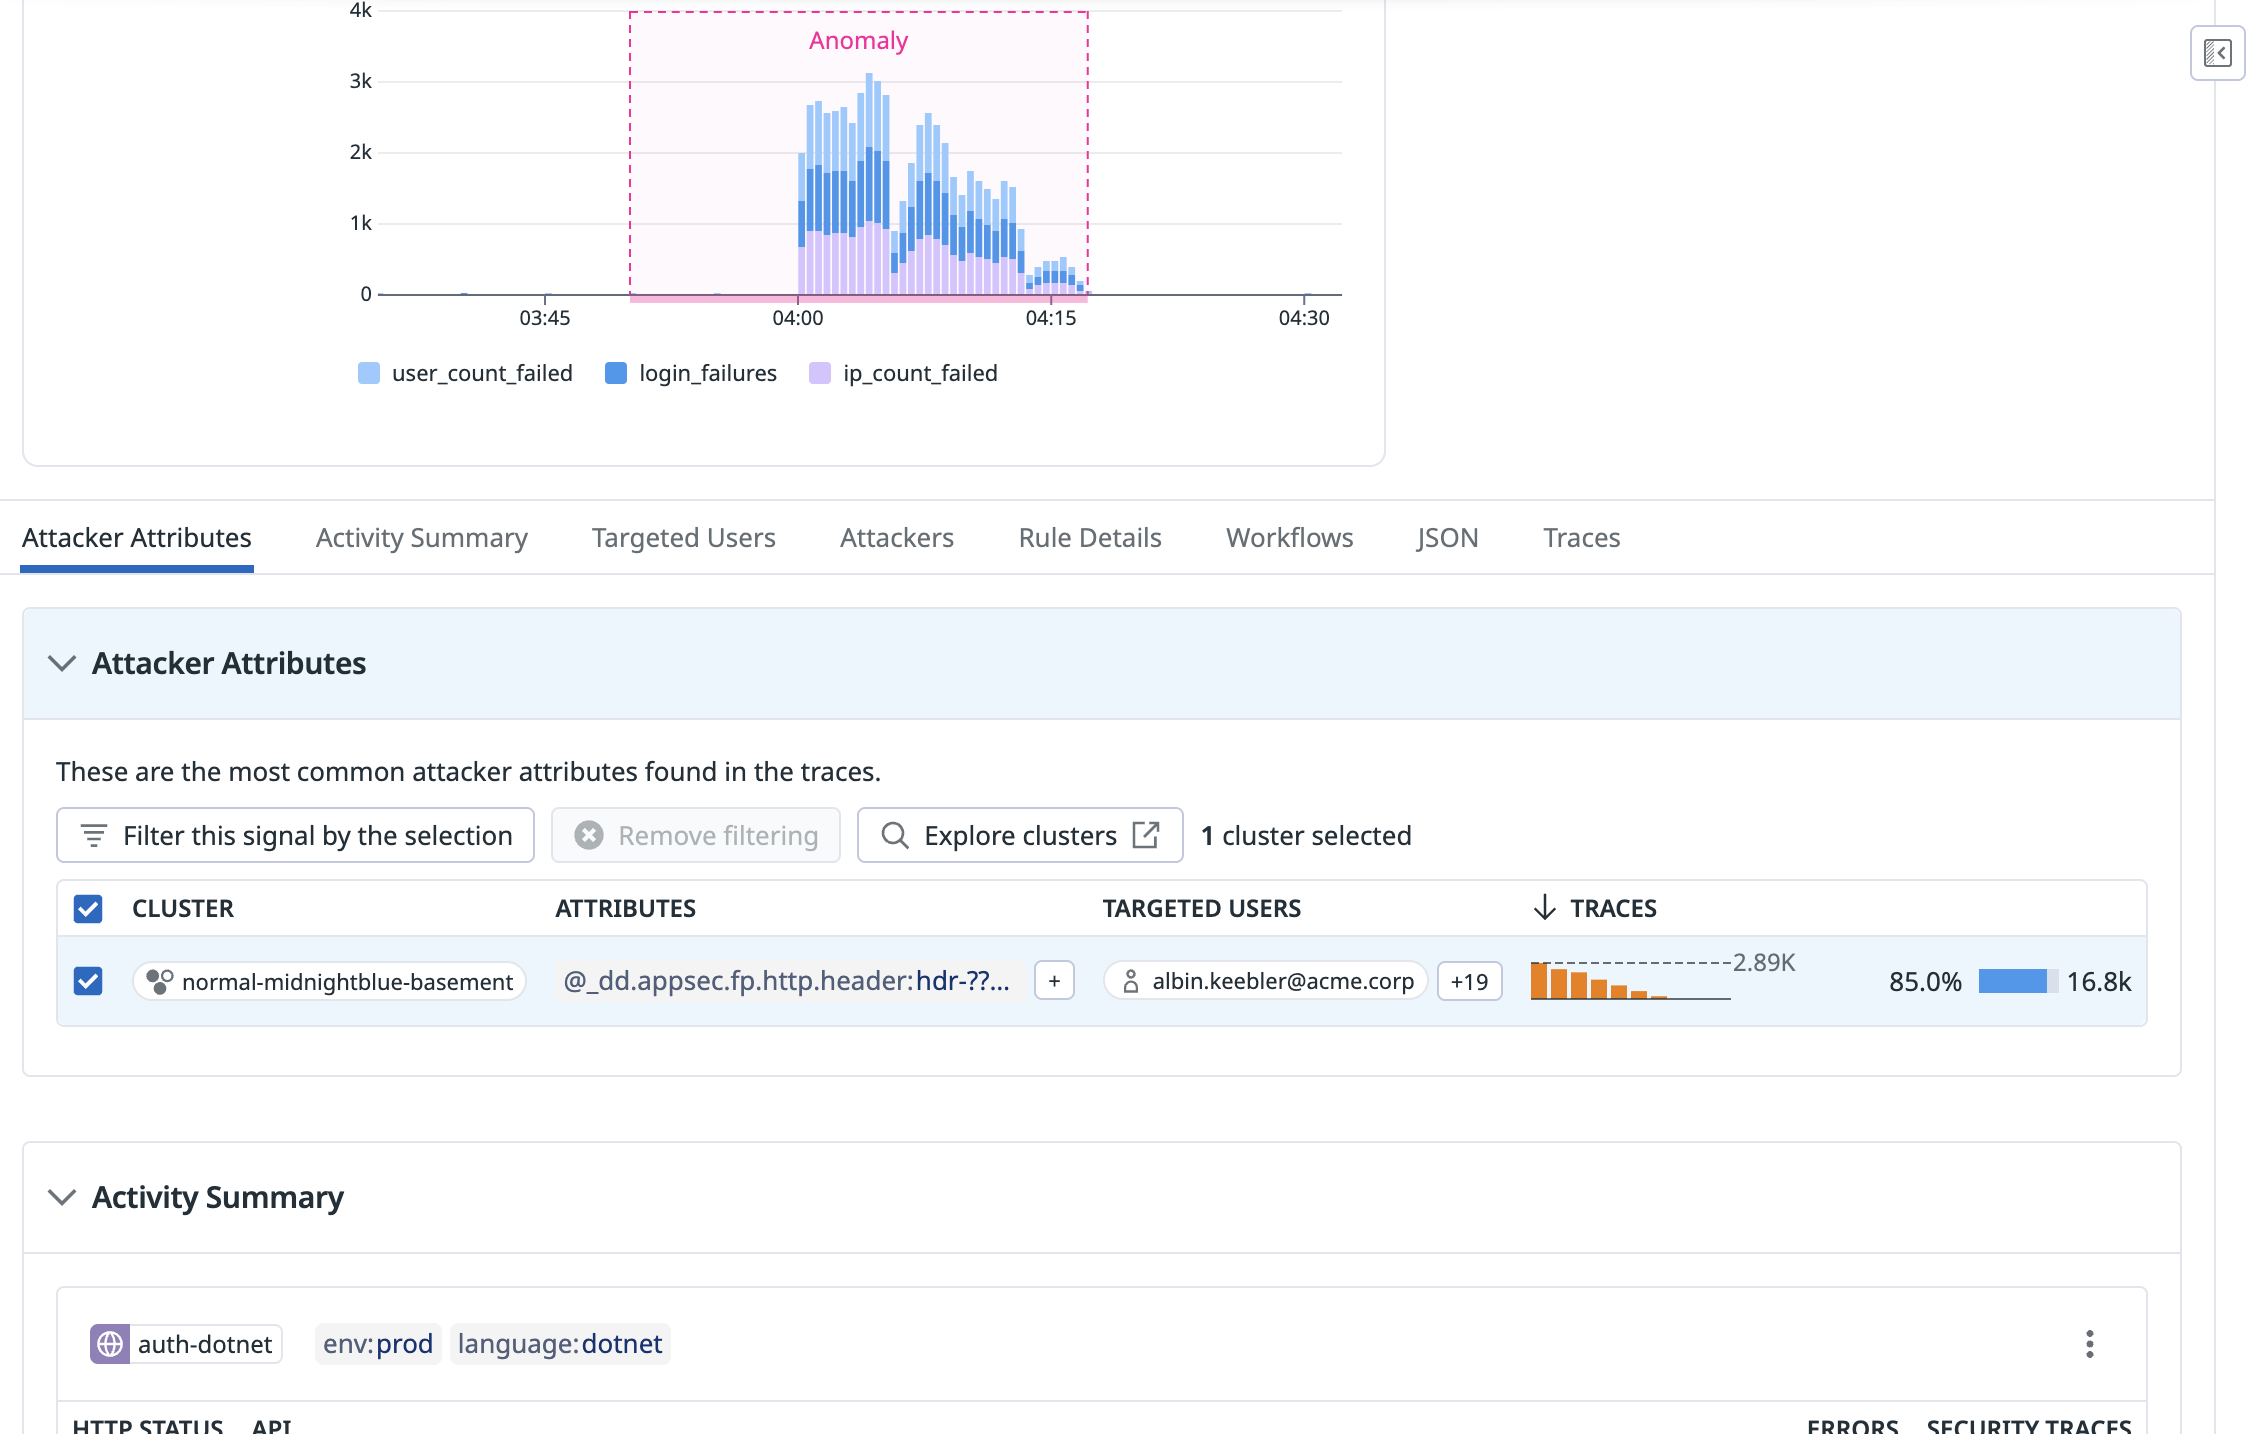 4k
Anomaly
3k
2k
1k
0
03:45 04:00 04:15 04:30
user_count_failed login_failures ip_count_failed
Attacker Attributes Activity Summary Targeted Users Attackers Rule Details Workflows JSON Traces
Attacker Attributes
These are the most common attacker attributes found in the traces.
Filter this signal by the selection Remove filtering Explore clusters 1 cluster selected
CLUSTER ATTRIBUTES TARGETED USERS TRACES
normal-midnightblue-basement @_dd.appsec.fp.http.header:hdr-??... + albin.keebler@acme.corp +19 2.89K 85.0% 16.8k
Activity Summary
auth-dotnet env:prod language:dotnet
HTTP STATUS API ERRORS SECURITY TRACES